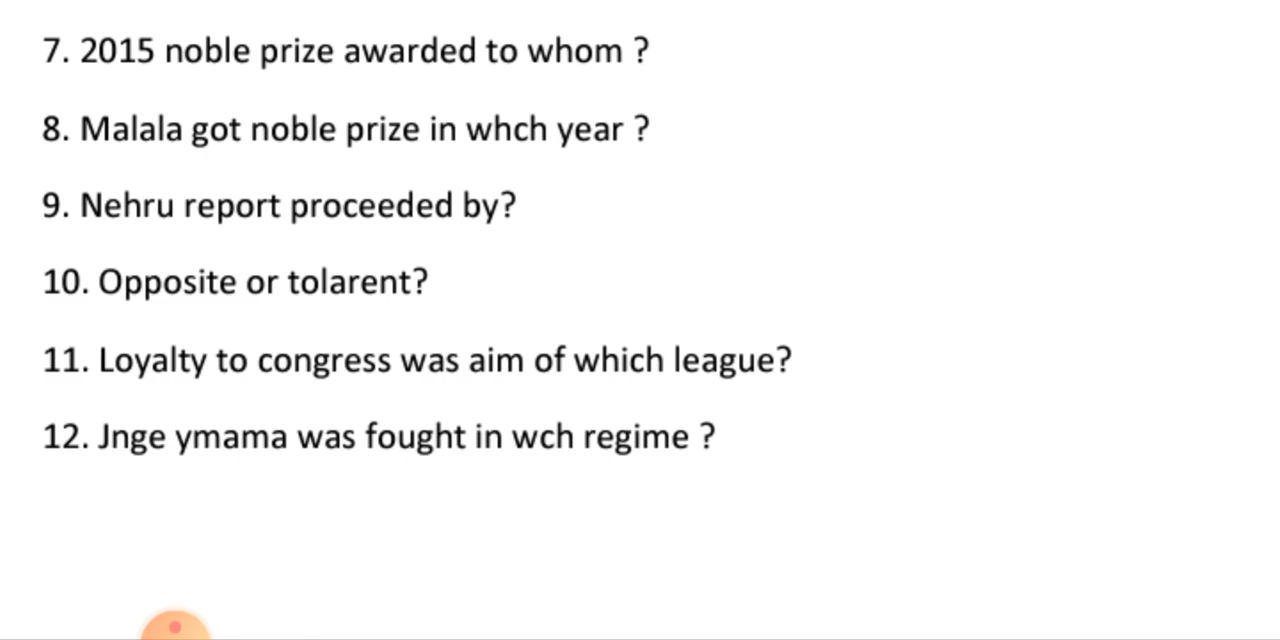 7. 2015 noble prize awarded to whom ?
8. Malala got noble prize in whch year ?
9. Nehru report proceeded by?
10. Opposite or tolarent?
11. Loyalty to congress was aim of which league?
12. Jnge ymama was fought in wch regime ?